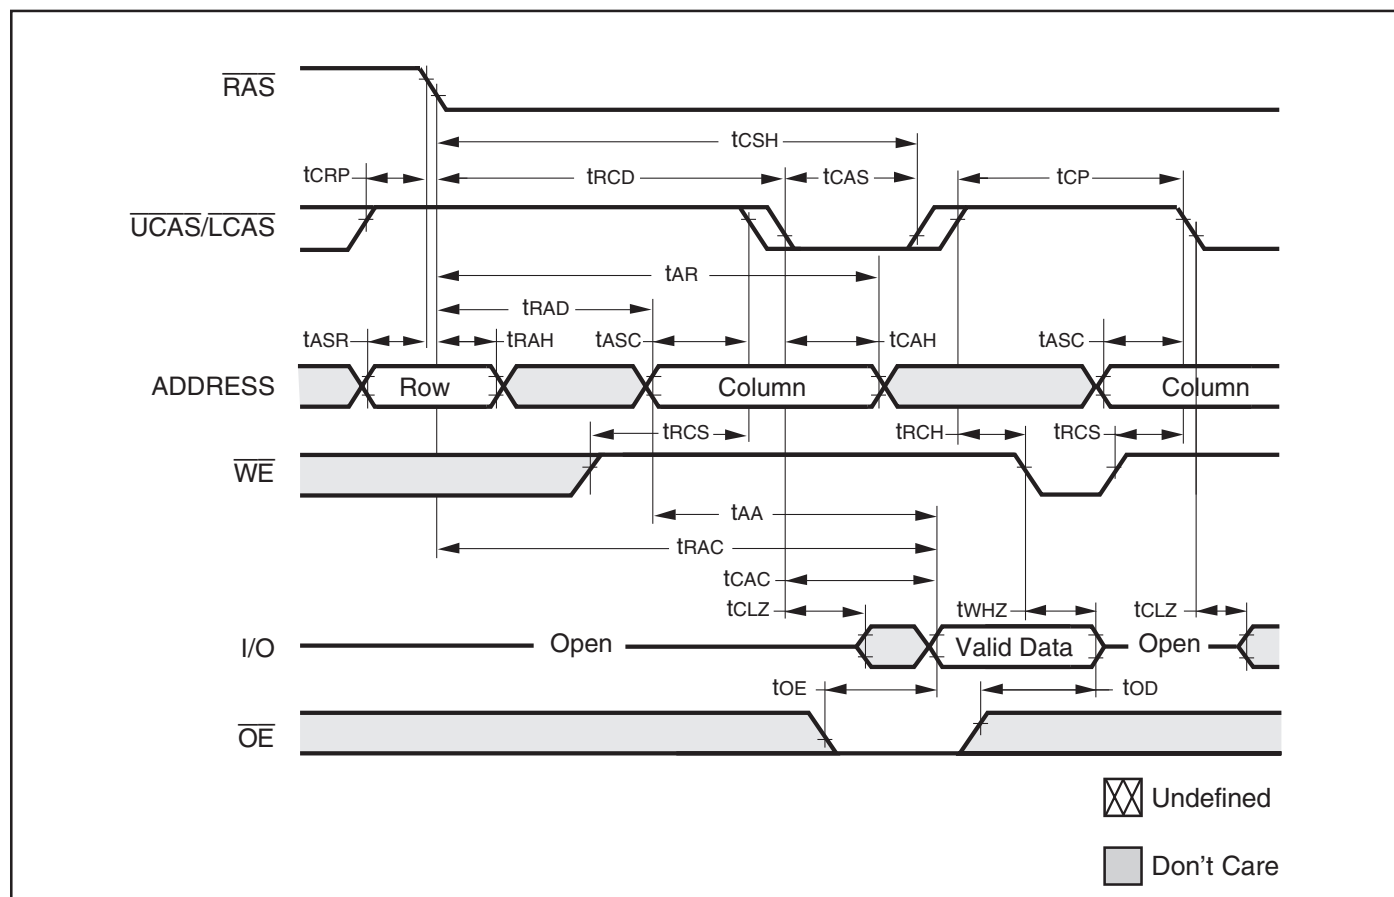 RAS
tCSH
tCRP
tRCD
tCAS
tCP
UCAS/LCAS
tAR
tRAD
tASR
tRAH
tASC
tCAH
tASC
ADDRESS
Row
Column
Column
tRCS
tRCH
tRCS
WE
tAA
tRAC
tCAC
tCLZ
tWHZ
tCLZ
I/O
Open
Valid Data
Open
tOE
tOD
OE
Undefined
Don't Care